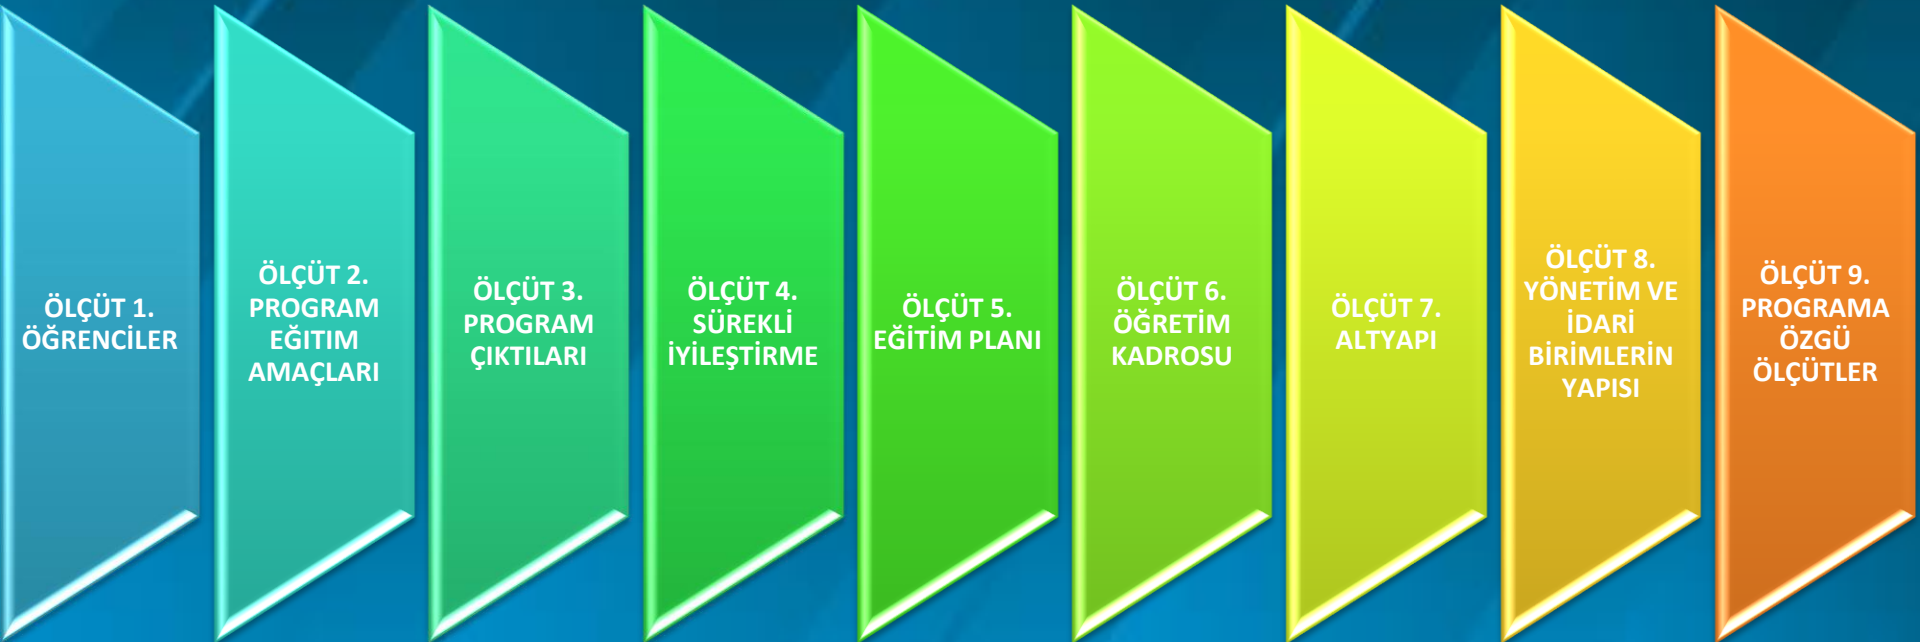 ÖLÇÜT 1.
ÖĞRENCİLER
ÖLÇÜT 2.
PROGRAM
EĞITIM
AMAÇLARI
ÖLÇÜT 3.
PROGRAM
ÇIKTILARI
ÖLÇÜT 4.
SÜREKLİ
İYİLEŞTİRME
ÖLÇÜT 5.
EĞİTİM PLANI
ÖLÇÜT 6.
ÖĞRETİM
KADROSU
ÖLÇÜT 7.
ALTYAPI
ÖLÇÜT 8.
YÖNETİM VE
İDARİ
BİRİMLERİN
YAPISI
ÖLÇÜT 9.
PROGRAMA
ÖZGÜ
ÖLÇÜTLER